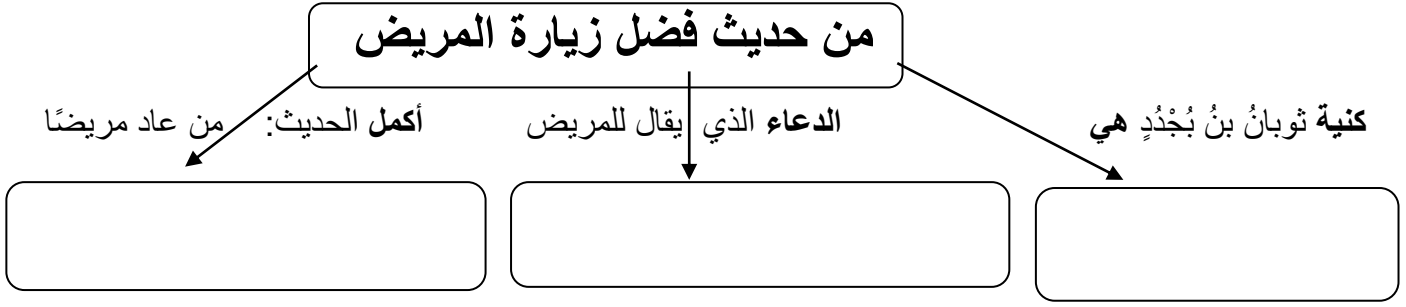 من حديث فضل زيارة المريض
كنية ثوبانُ بنُ بُجْدُدٍ هي
الدعاء الذي يقال للمريض
أكمل الحديث: من عاد مريضًا